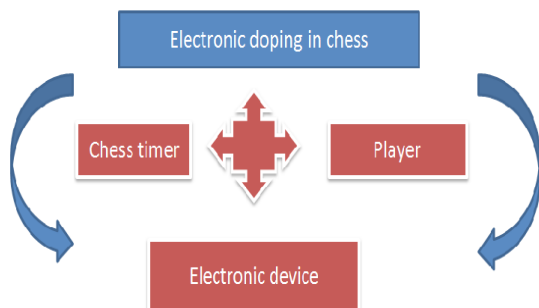 Electronic doping in chess
Chess timer
Player
Electronic device